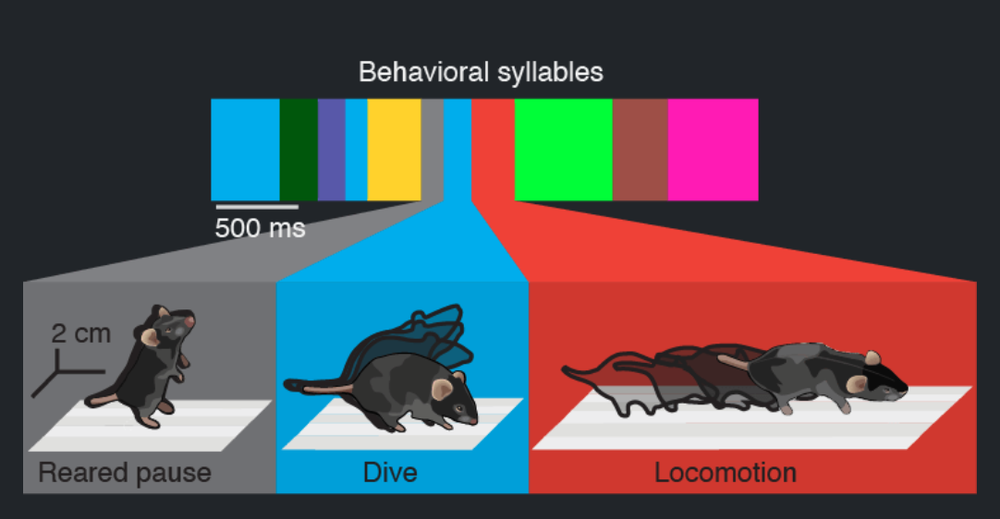 Behavioral syllables
500 ms
2 cm
Reared pause
Dive
Locomotion